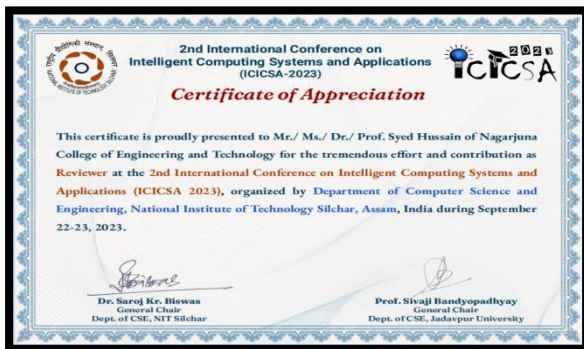 2nd International Conference on
Intelligent Computing Systems and Applications
(ICICSA-2023)
2023
ICICSA
Certificate of Appreciation
This certificate is proudly presented to Mr./ Ms./ Dr./ Prof. Syed Hussain of Nagarjuna
College of Engineering and Technology for the tremendous effort and contribution as
Reviewer at the 2nd International Conference on Intelligent Computing Systems and
Applications (ICICSA 2023), organized by Department of Computer Science and
Engineering, National Institute of Technology Silchar, Assam, India during September
22-23, 2023.
Dr. Saroj Kr. Biswas
General Chair
Dept. of CSE, NIT Silchar
Prof. Sivaji Bandyopadhyay
General Chair
Dept. of CSE, Jadavpur University